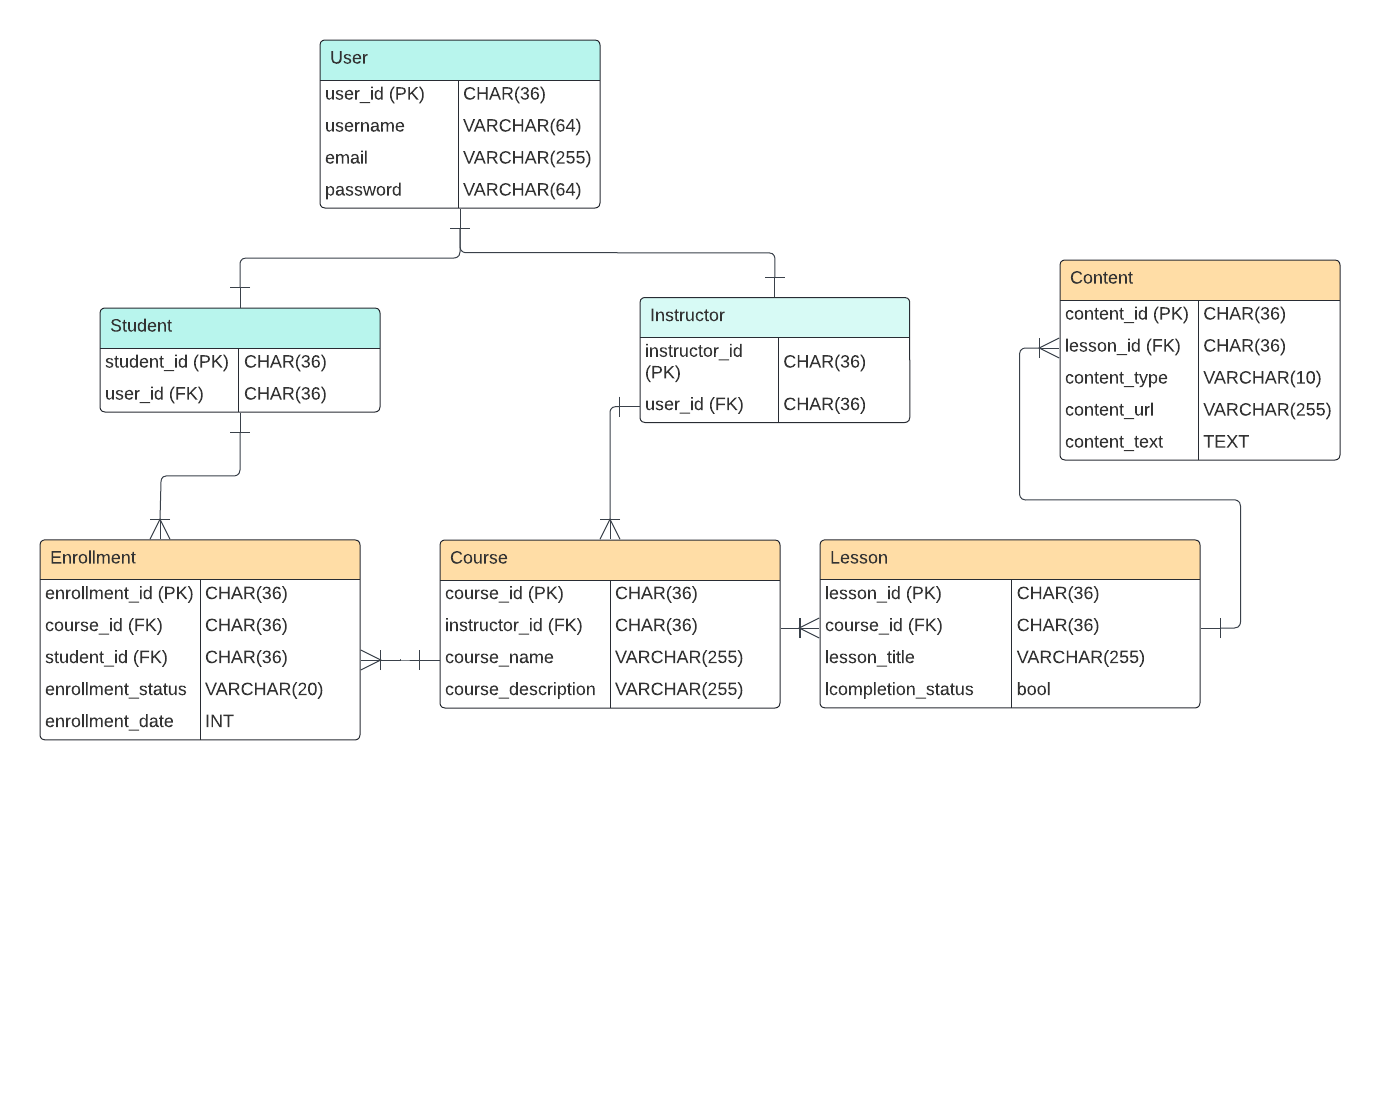 User
user_id (PK) CHAR(36)
username VARCHAR(64)
email VARCHAR(255)
password VARCHAR(64)
Student
student_id (PK) CHAR(36)
user_id (FK) CHAR(36)
Instructor
instructor_id
(PK) CHAR(36)
user_id (FK) CHAR(36)
Content
content_id (PK) CHAR(36)
lesson_id (FK) CHAR(36)
content_type VARCHAR(10)
content_url VARCHAR(255)
content_text TEXT
Enrollment
enrollment_id (PK) CHAR(36)
course_id (FK) CHAR(36)
student_id (FK) CHAR(36)
enrollment_status VARCHAR(20)
enrollment_date INT
Course
course_id (PK) CHAR(36)
instructor_id (FK) CHAR(36)
course_name VARCHAR(255)
course_description VARCHAR(255)
Lesson
lesson_id (PK) CHAR(36)
course_id (FK) CHAR(36)
lesson_title VARCHAR(255)
lcompletion_status bool